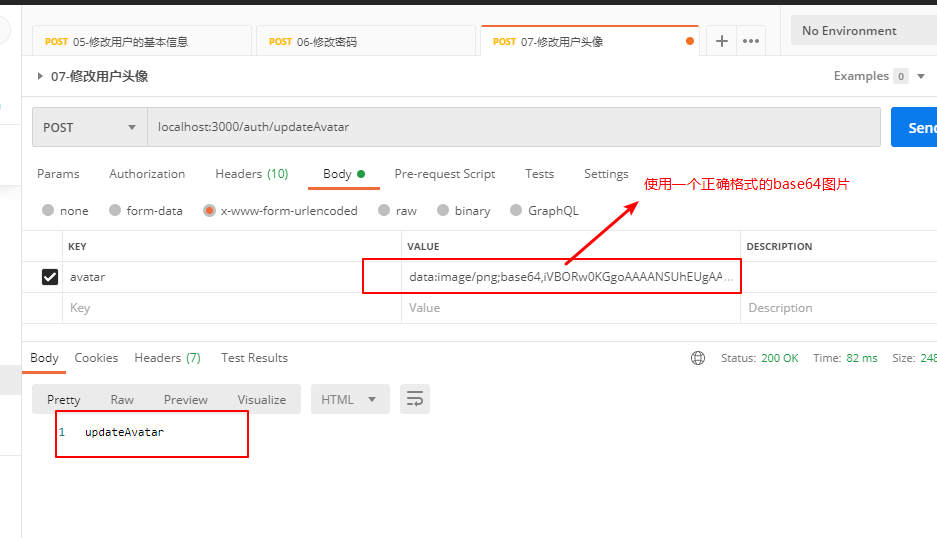 POST 05-修改用户的基本信息
POST 06-修改密码
POST 07-修改用户头像
No Environment
07-修改用户头像
Examples 0
POST
localhost:3000/auth/updateAvatar
Send
Params Authorization Headers (10) Body Pre-request Script Tests Settings
使用一个正确格式的base64图片
none form-data x-www-form-urlencoded raw binary GraphQL
KEY VALUE DESCRIPTION
avatar data:image/png;base64,iVBORw0KGgoAAAANSUhEUgAA...
Key Value Description
Body Cookies Headers (7) Test Results
Status: 200 OK Time: 82 ms Size: 248
Pretty Raw Preview Visualize HTML
1 updateAvatar